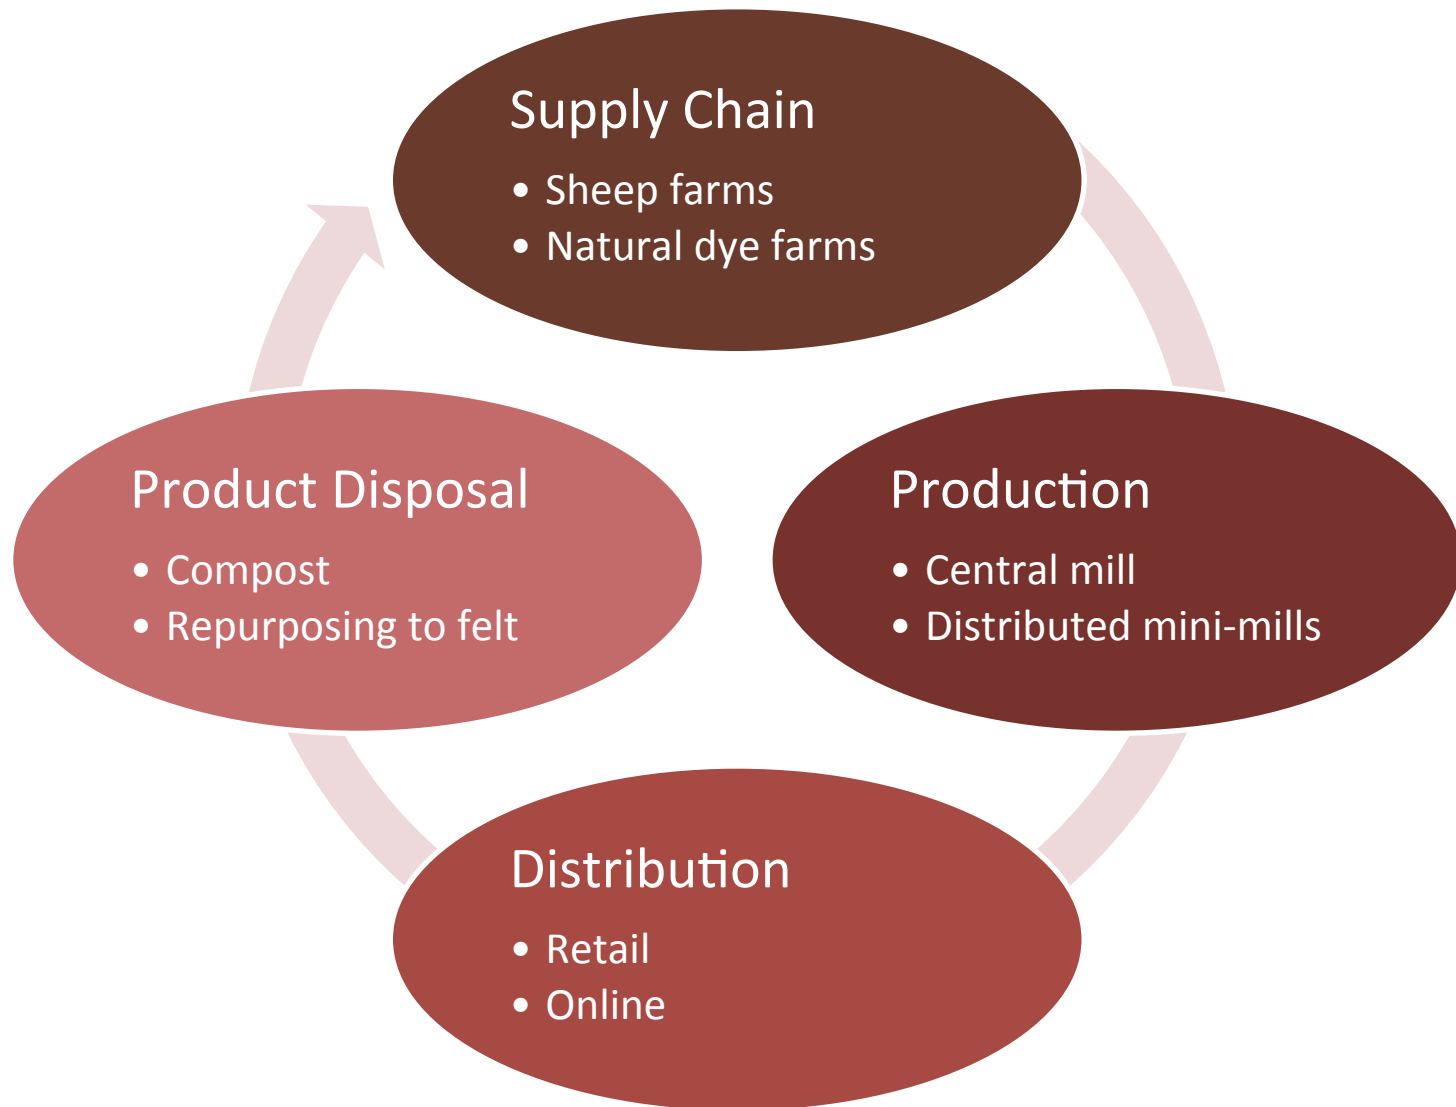 Supply Chain
• Sheep farms
• Natural dye farms
Production
• Central mill
• Distributed mini-mills
Distribution
• Retail
• Online
Product Disposal
• Compost
• Repurposing to felt